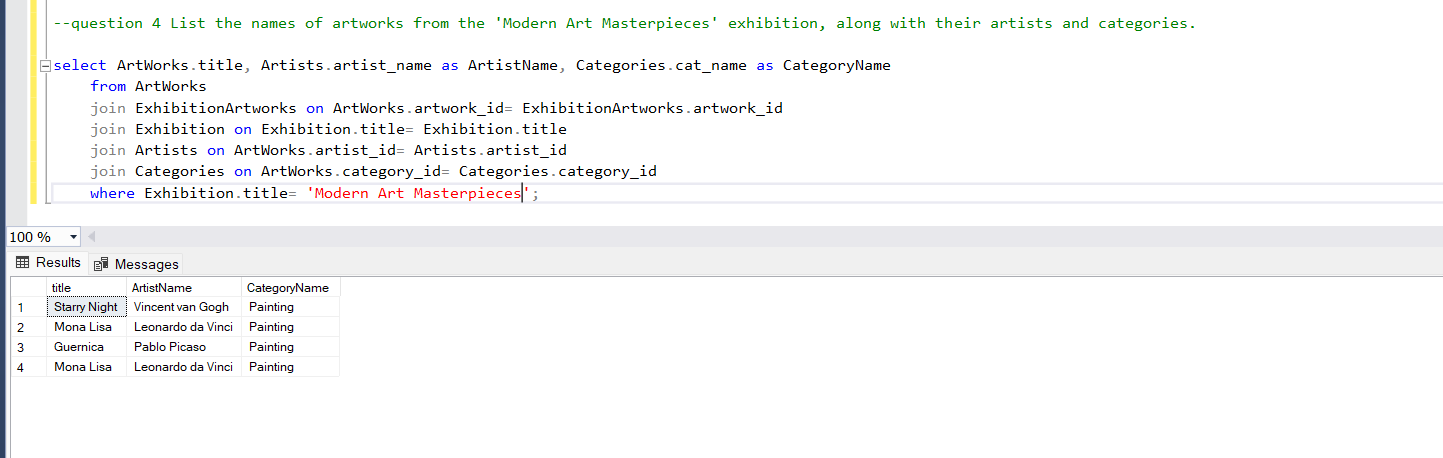 --question 4 List the names of artworks from the 'Modern Art Masterpieces' exhibition, along with their artists and categories.
select ArtWorks.title, Artists.artist_name as ArtistName, Categories.cat_name as CategoryName
from ArtWorks
join ExhibitionArtworks on ArtWorks.artwork_id= ExhibitionArtworks.artwork_id
join Exhibition on Exhibition.title= Exhibition.title
join Artists on ArtWorks.artist_id= Artists.artist_id
join Categories on ArtWorks.category_id= Categories.category_id
where Exhibition.title= 'Modern Art Masterpieces';
100 %
Results Messages
title ArtistName CategoryName
1 Starry Night Vincent van Gogh Painting
2 Mona Lisa Leonardo da Vinci Painting
3 Guernica Pablo Picaso Painting
4 Mona Lisa Leonardo da Vinci Painting